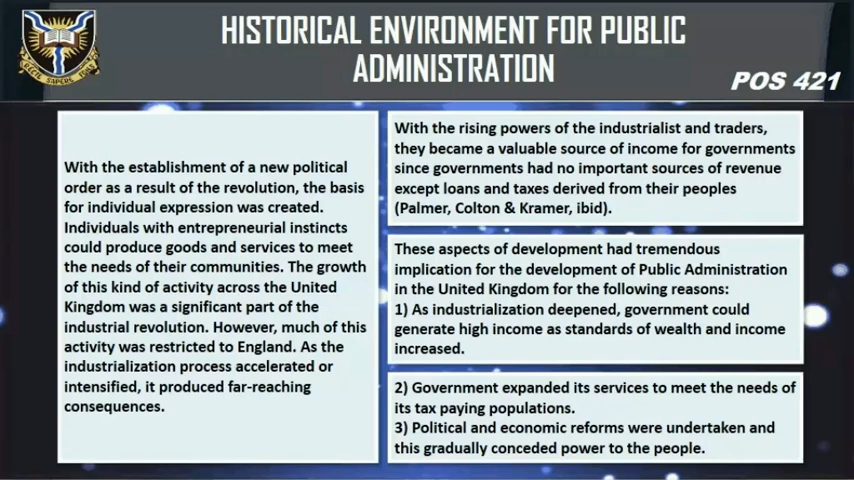 HISTORICAL ENVIRONMENT FOR PUBLIC
ADMINISTRATION
POS 421
With the establishment of a new political
order as a result of the revolution, the basis
for individual expression was created.
Individuals with entrepreneurial instincts
could produce goods and services to meet
the needs of their communities. The growth
of this kind of activity across the United
Kingdom was a significant part of the
industrial revolution. However, much of this
activity was restricted to England. As the
industrialization process accelerated or
intensified, it produced far-reaching
consequences.
With the rising powers of the industrialist and traders,
they became a valuable source of income for governments
since governments had no important sources of revenue
except loans and taxes derived from their peoples
(Palmer, Colton & Kramer, ibid).
These aspects of development had tremendous
implication for the development of Public Administration
in the United Kingdom for the following reasons:
1) As industrialization deepened, government could
generate high income as standards of wealth and income
increased.
2) Government expanded its services to meet the needs of
its tax paying populations.
3) Political and economic reforms were undertaken and
this gradually conceded power to the people.